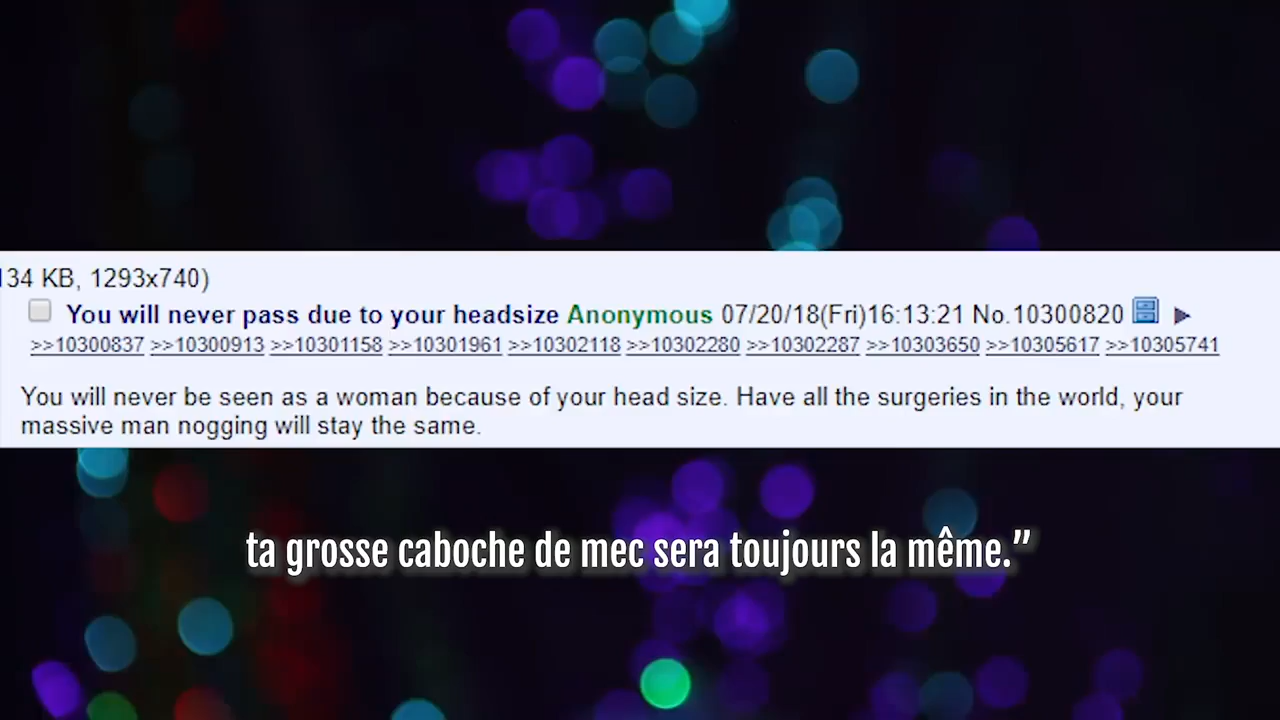 134 KB, 1293x740)
You will never pass due to your headsize Anonymous 07/20/18(Fri)16:13:21 No.10300820
>>10300837 >>10300913 >>10301158 >>10301961 >>10302118 >>10302280 >>10302287 >>10303650 >>10305617 >>10305741
You will never be seen as a woman because of your head size. Have all the surgeries in the world, your
massive man nogging will stay the same.
ta grosse caboche de mec sera toujours la même.”